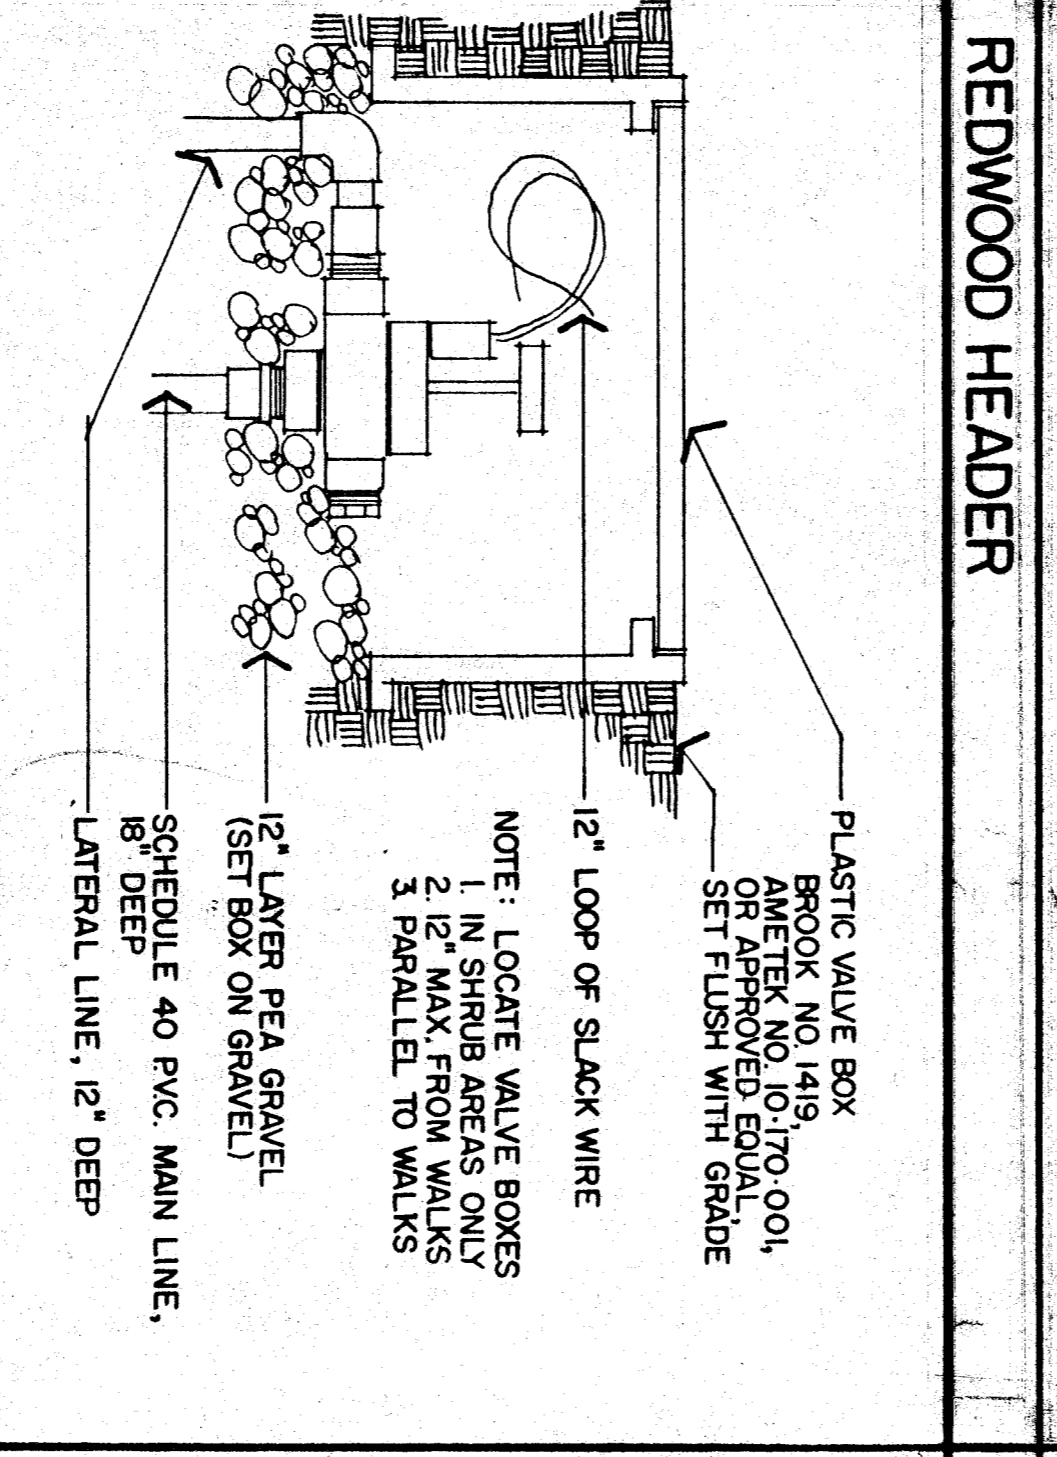 REDWOOD HEADER
PLASTIC VALVE BOX
BROOK NO. 1419,
AMETEK NO. 10·170·001,
OR APPROVED EQUAL,
SET FLUSH WITH GRADE
12" LOOP OF SLACK WIRE
NOTE: LOCATE VALVE BOXES
1. IN SHRUB AREAS ONLY
2. 12" MAX. FROM WALKS
3. PARALLEL TO WALKS
12" LAYER PEA GRAVEL
(SET BOX ON GRAVEL)
SCHEDULE 40 P.V.C. MAIN LINE,
18" DEEP
LATERAL LINE, 12" DEEP